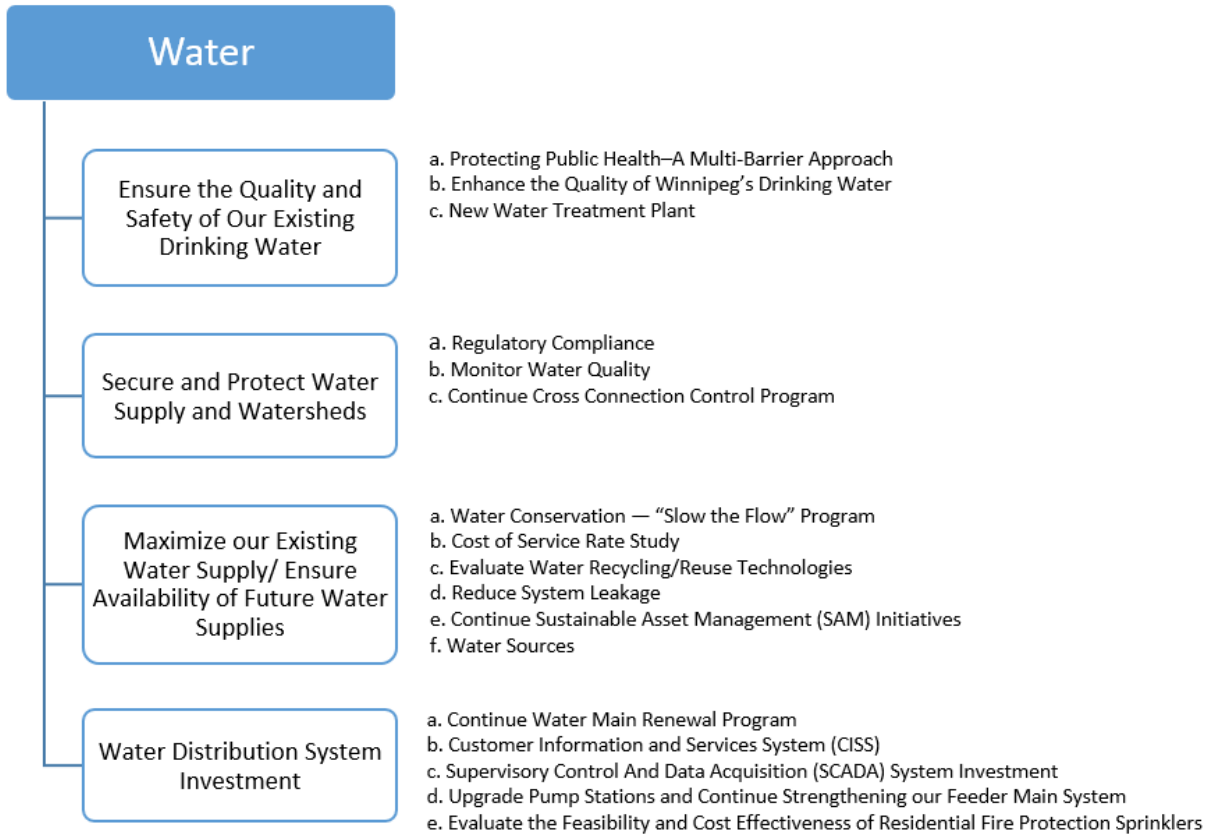 Water
Ensure the Quality and
Safety of Our Existing
Drinking Water
a. Protecting Public Health–A Multi-Barrier Approach
b. Enhance the Quality of Winnipeg’s Drinking Water
c. New Water Treatment Plant
Secure and Protect Water
Supply and Watersheds
a. Regulatory Compliance
b. Monitor Water Quality
c. Continue Cross Connection Control Program
Maximize our Existing
Water Supply/ Ensure
Availability of Future Water
Supplies
a. Water Conservation — “Slow the Flow” Program
b. Cost of Service Rate Study
c. Evaluate Water Recycling/Reuse Technologies
d. Reduce System Leakage
e. Continue Sustainable Asset Management (SAM) Initiatives
f. Water Sources
Water Distribution System
Investment
a. Continue Water Main Renewal Program
b. Customer Information and Services System (CISS)
c. Supervisory Control And Data Acquisition (SCADA) System Investment
d. Upgrade Pump Stations and Continue Strengthening our Feeder Main System
e. Evaluate the Feasibility and Cost Effectiveness of Residential Fire Protection Sprinklers